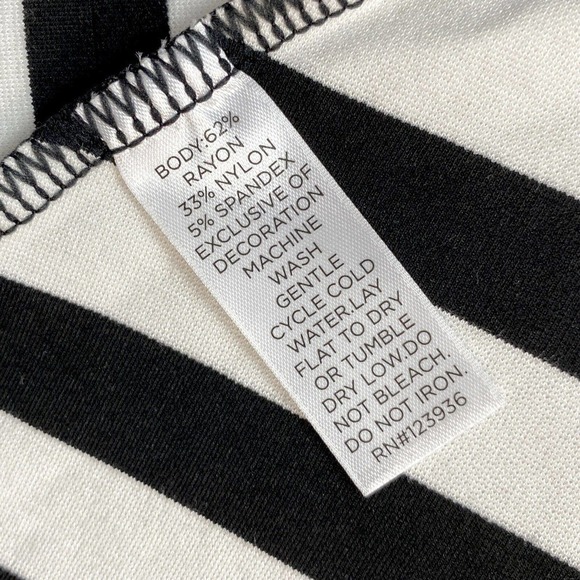 BODY:62%
RAYON
33% NYLON
5% SPANDEX
EXCLUSIVE OF
DECORATION
MACHINE
WASH
GENTLE
CYCLE COLD
WATER.LAY
FLAT TO DRY
OR TUMBLE
DRY LOW.DO
NOT BLEACH.
DO NOT IRON.
RN#123936